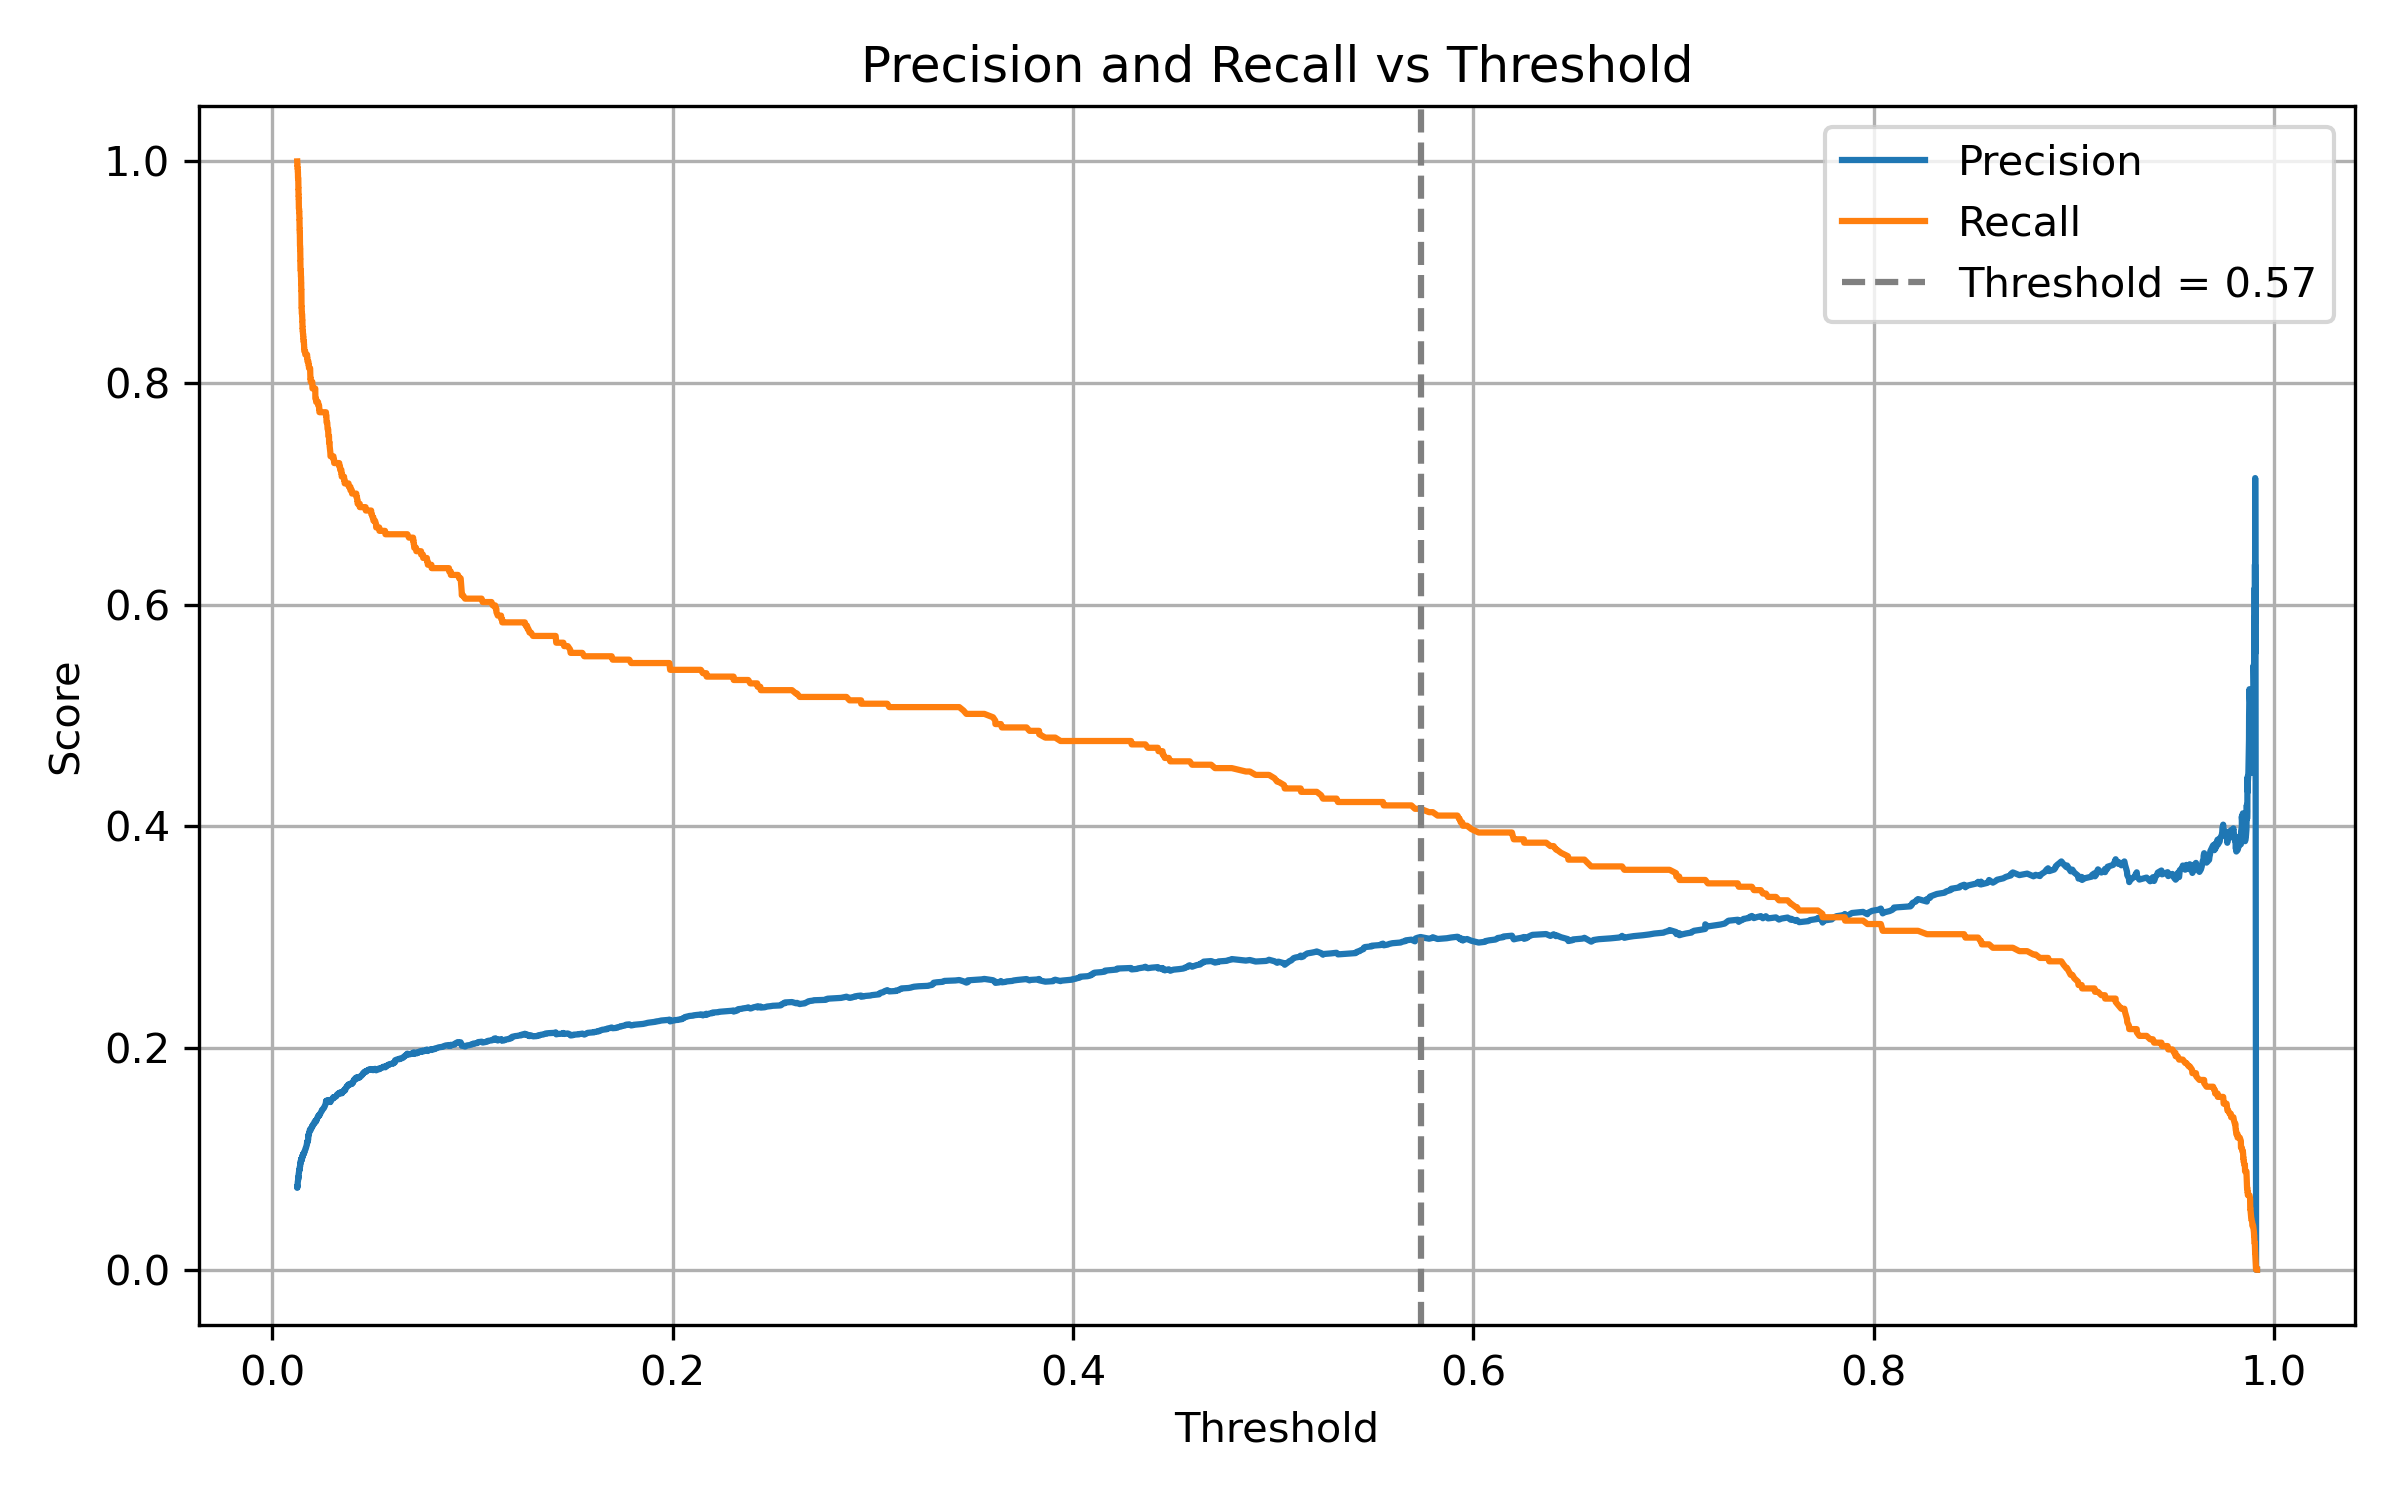 Precision and Recall vs Threshold
Precision
Recall
Threshold = 0.57
Score
1.0
0.8
0.6
0.4
0.2
0.0
0.0 0.2 0.4 0.6 0.8 1.0
Threshold